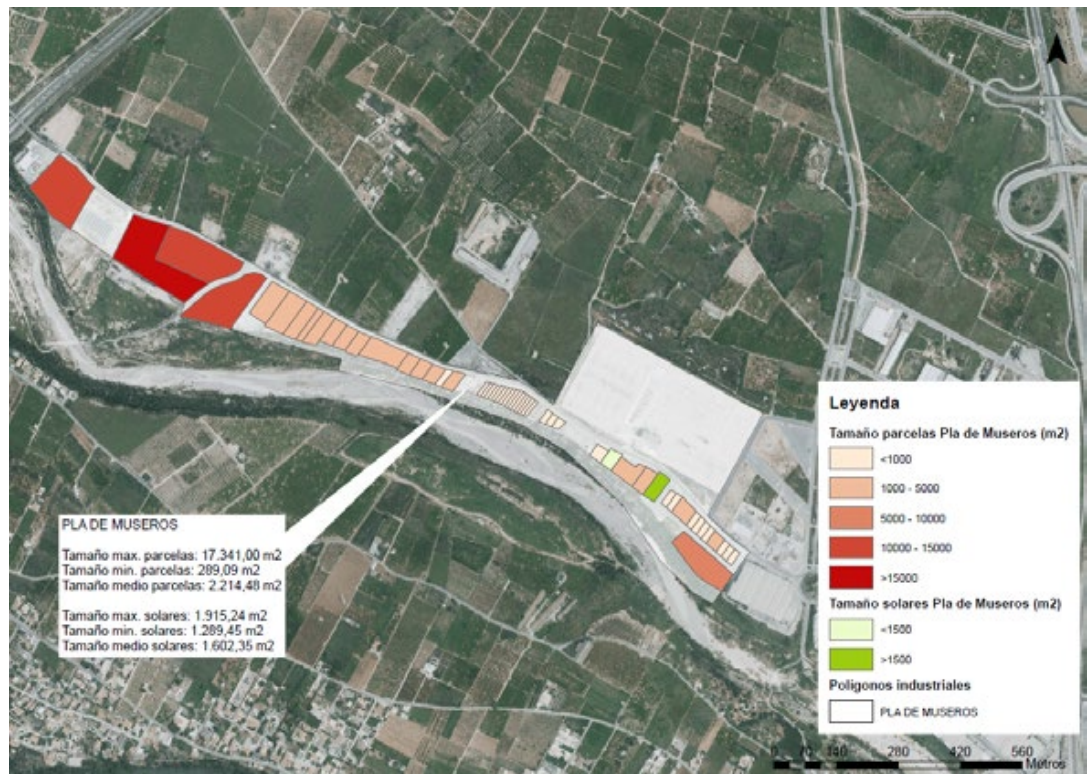 PLA DE MUSEROS
Tamaño max. parcelas: 17.341,00 m2
Tamaño min. parcelas: 289,09 m2
Tamaño medio parcelas: 2.214,48 m2
Tamaño max. solares: 1.915,24 m2
Tamaño min. solares: 1.289,45 m2
Tamaño medio solares: 1.602,35 m2
Leyenda
Tamaño parcelas Pla de Museros (m2)
<1000
1000 - 5000
5000 - 10000
10000 - 15000
>15000
Tamaño solares Pla de Museros (m2)
<1500
>1500
Poligonos industriales
PLA DE MUSEROS
0 70 140 280 420 560
Metros